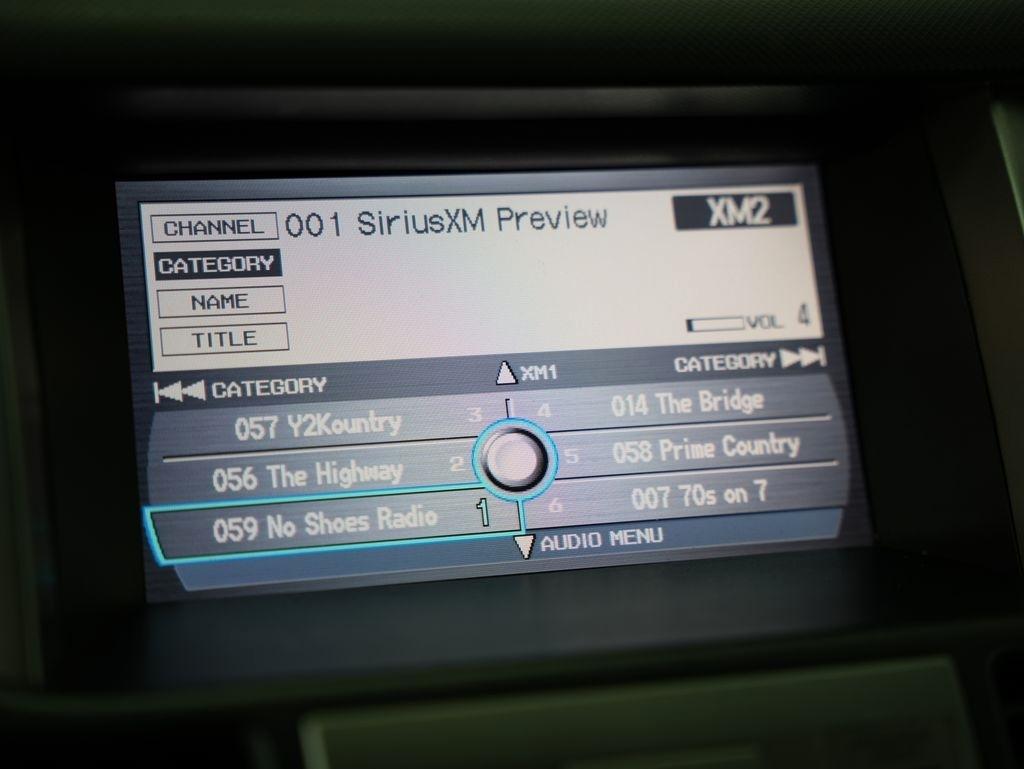 CHANNEL 001 SiriusXM Preview XM2
CATEGORY
NAME
TITLE VOL 4
CATEGORY XM1 CATEGORY
057 Y2Kountry 3 4 014 The Bridge
056 The Highway 2 5 058 Prime Country
059 No Shoes Radio 1 6 007 70s on 7
AUDIO MENU